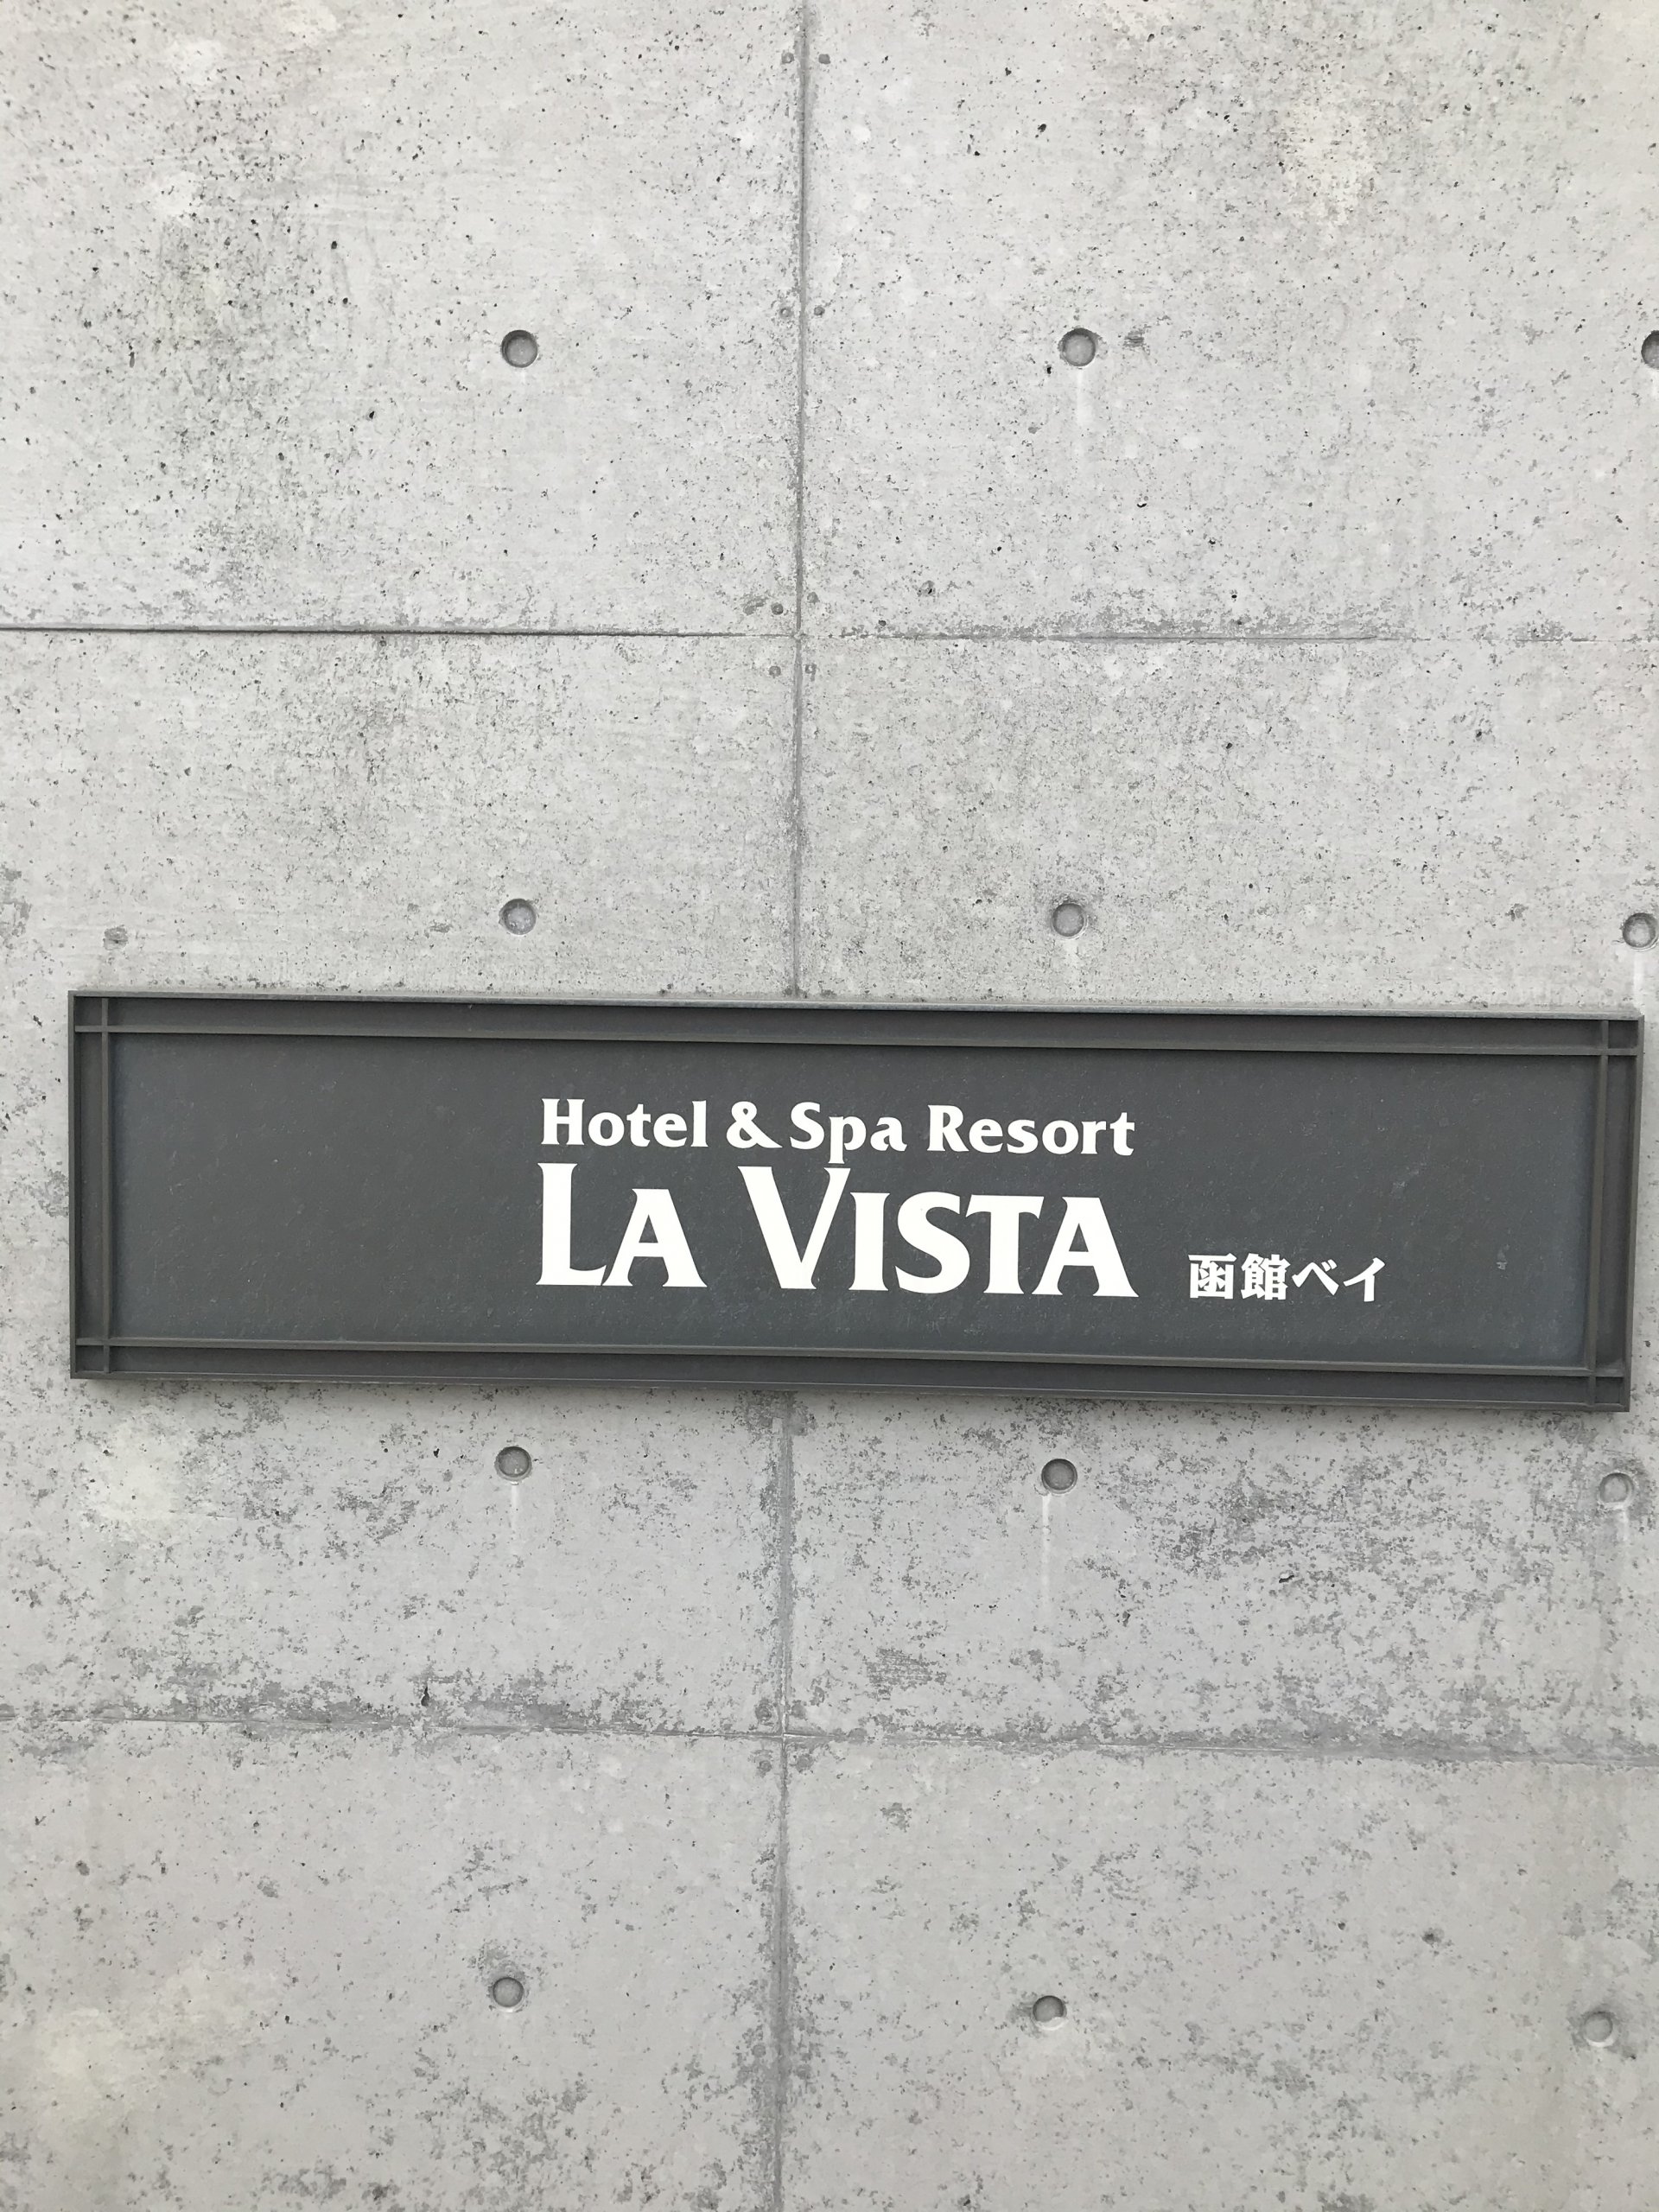 Hotel & Spa Resort
LA VISTA 函館ベイ